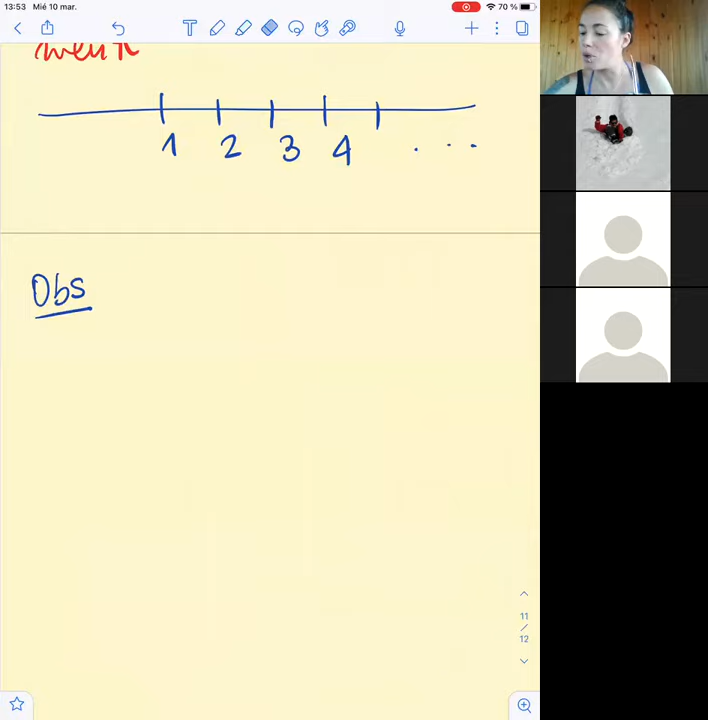 13:53 Mié 10 mar.
70 %
T
1 2 3 4 . . .
Obs
11
/
12